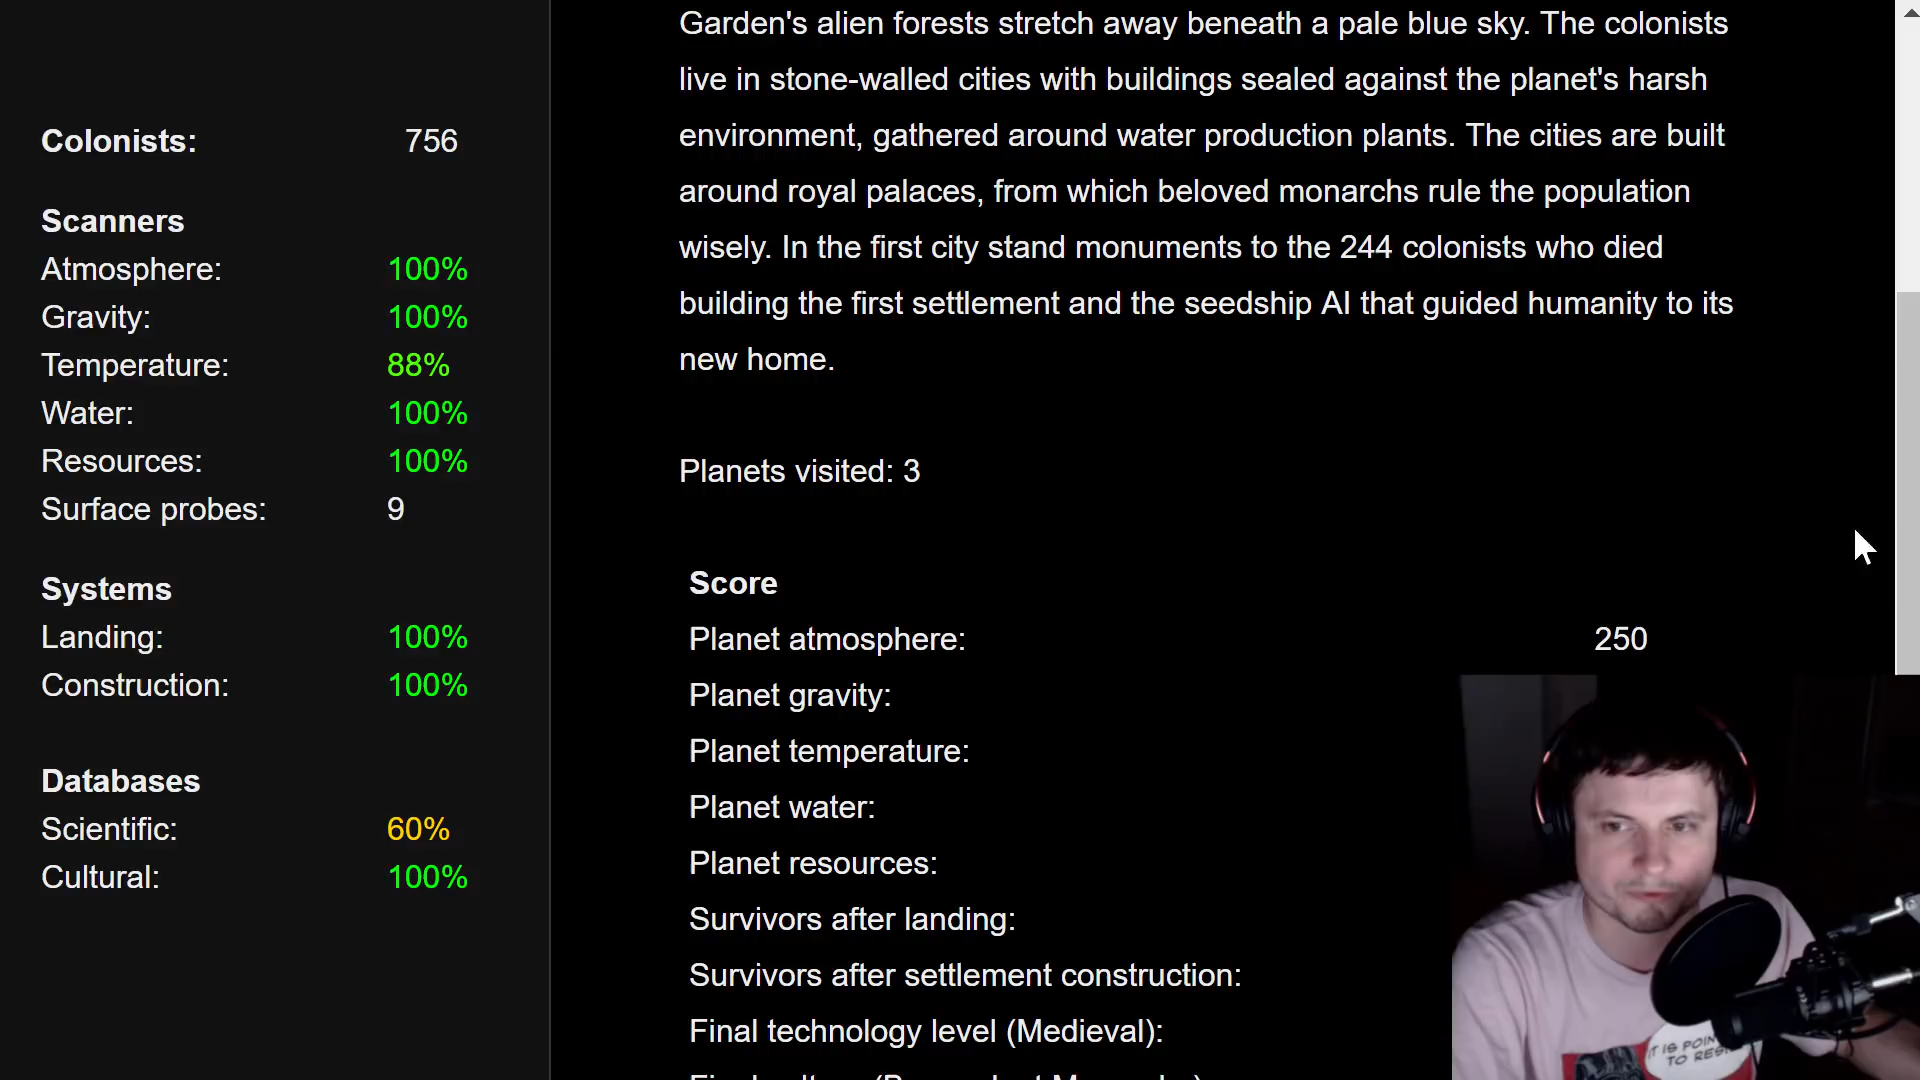 Colonists: 756
Scanners
Atmosphere: 100%
Gravity: 100%
Temperature: 88%
Water: 100%
Resources: 100%
Surface probes: 9
Systems
Landing: 100%
Construction: 100%
Databases
Scientific: 60%
Cultural: 100%
Garden's alien forests stretch away beneath a pale blue sky. The colonists
live in stone-walled cities with buildings sealed against the planet's harsh
environment, gathered around water production plants. The cities are built
around royal palaces, from which beloved monarchs rule the population
wisely. In the first city stand monuments to the 244 colonists who died
building the first settlement and the seedship AI that guided humanity to its
new home.
Planets visited: 3
Score
Planet atmosphere: 250
Planet gravity:
Planet temperature:
Planet water:
Planet resources:
Survivors after landing:
Survivors after settlement construction:
Final technology level (Medieval):
IT IS
TO